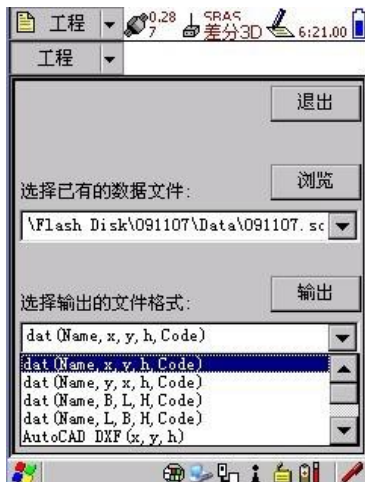 工程 0.28 7 SBAS 差分3D 6:21.00
工程
退出
选择已有的数据文件: 浏览
\Flash Disk\091107\Data\091107.sc
选择输出的文件格式: 输出
dat(Name,x,y,h,Code)
dat(Name,x,y,h,Code)
dat(Name,y,x,h,Code)
dat(Name,B,L,H,Code)
dat(Name,L,B,H,Code)
AutoCAD DXF(x,y,h)